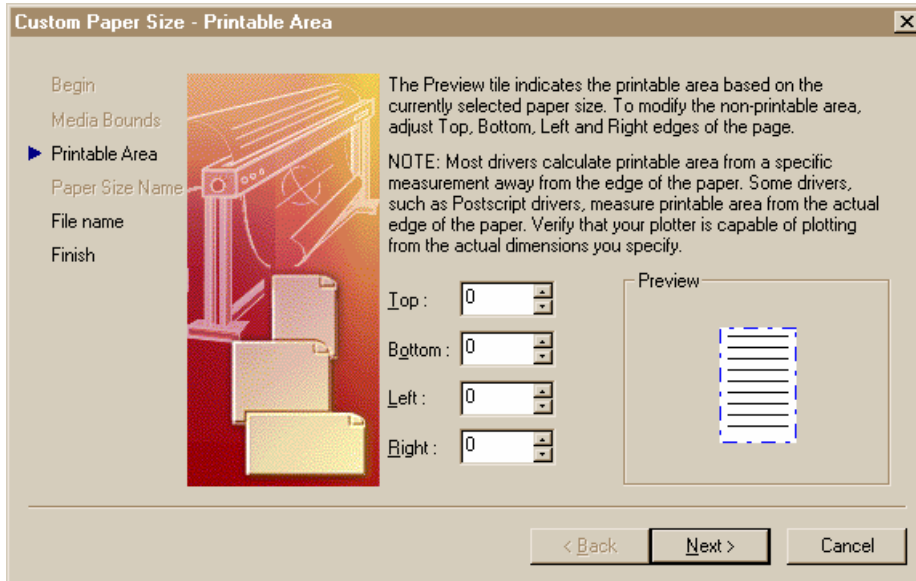 Custom Paper Size - Printable Area
Begin
Media Bounds
Printable Area
Paper Size Name
File name
Finish
The Preview tile indicates the printable area based on the
currently selected paper size. To modify the non-printable area,
adjust Top, Bottom, Left and Right edges of the page.
NOTE: Most drivers calculate printable area from a specific
measurement away from the edge of the paper. Some drivers,
such as Postscript drivers, measure printable area from the actual
edge of the paper. Verify that your plotter is capable of plotting
from the actual dimensions you specify.
Top : 0
Bottom : 0
Left : 0
Right : 0
Preview
< Back
Next >
Cancel